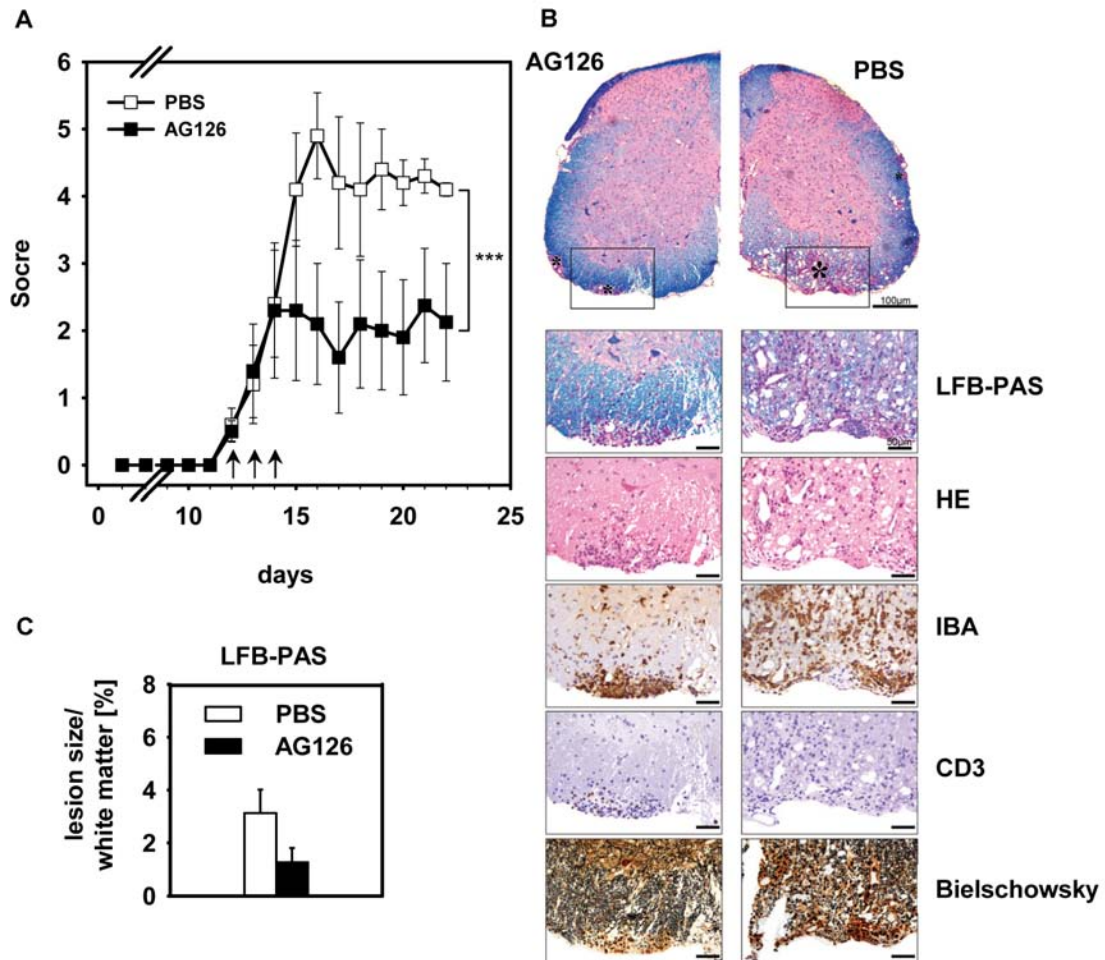 A
6
5
4
3
2
1
0
Socre
PBS
AG126
***
0
10
15
20
25
days
B
AG126
PBS
*
*
*
*
100µm
LFB-PAS
50µm
HE
IBA
CD3
Bielschowsky
C
LFB-PAS
8
6
4
2
0
lesion size/
white matter [%]
PBS
AG126